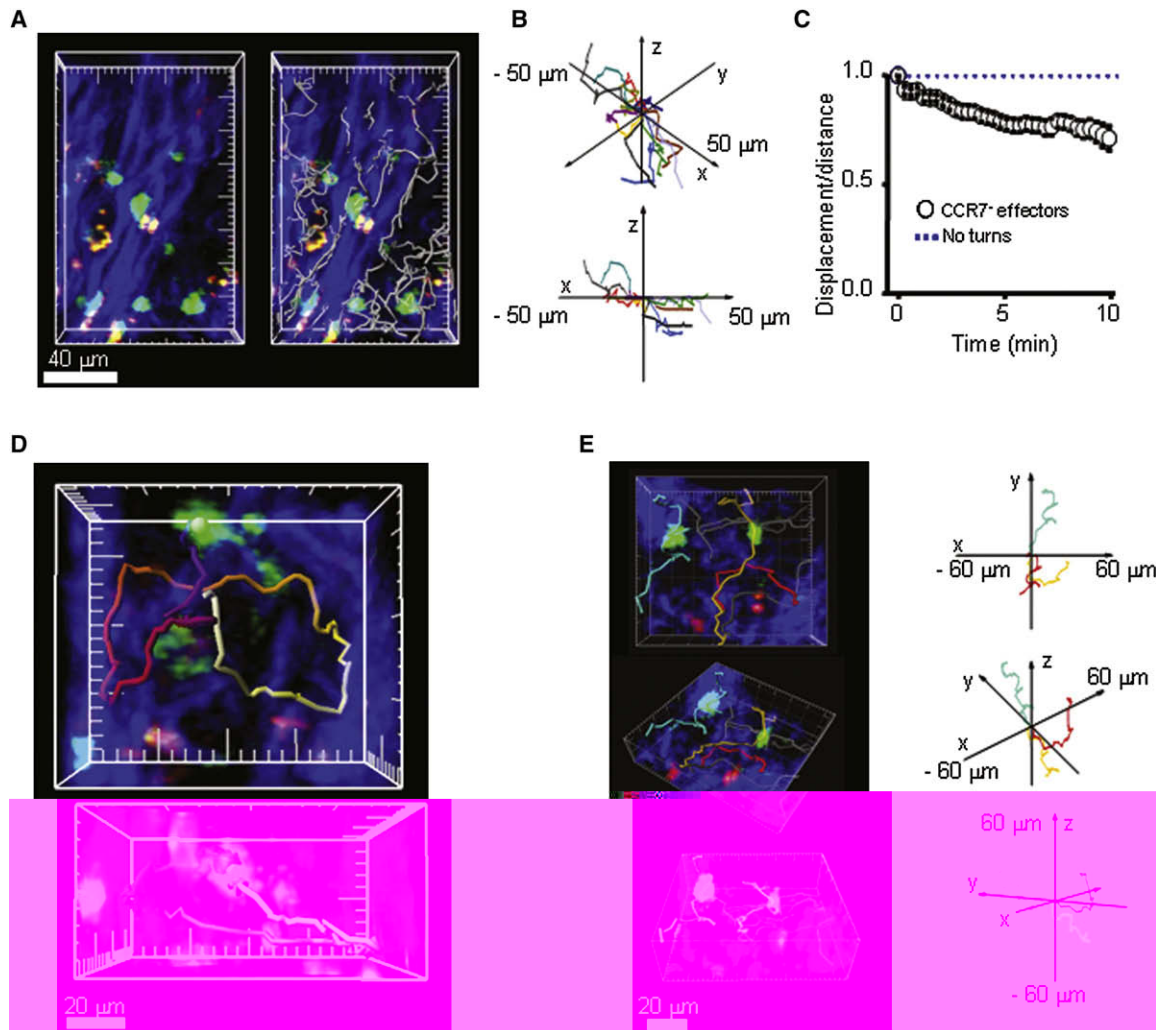 A
B
C
40 µm
z
y
- 50 µm
50 µm
x
z
x
- 50 µm
50 µm
1.0
0.5
0.0
Displacement/distance
CCR7- effectors
No turns
0
5
10
Time (min)
D
E
y
x
- 60 µm
60 µm
z
y
60 µm
x
- 60 µm
60 µm
z
y
x
- 60 µm
20 µm
20 µm